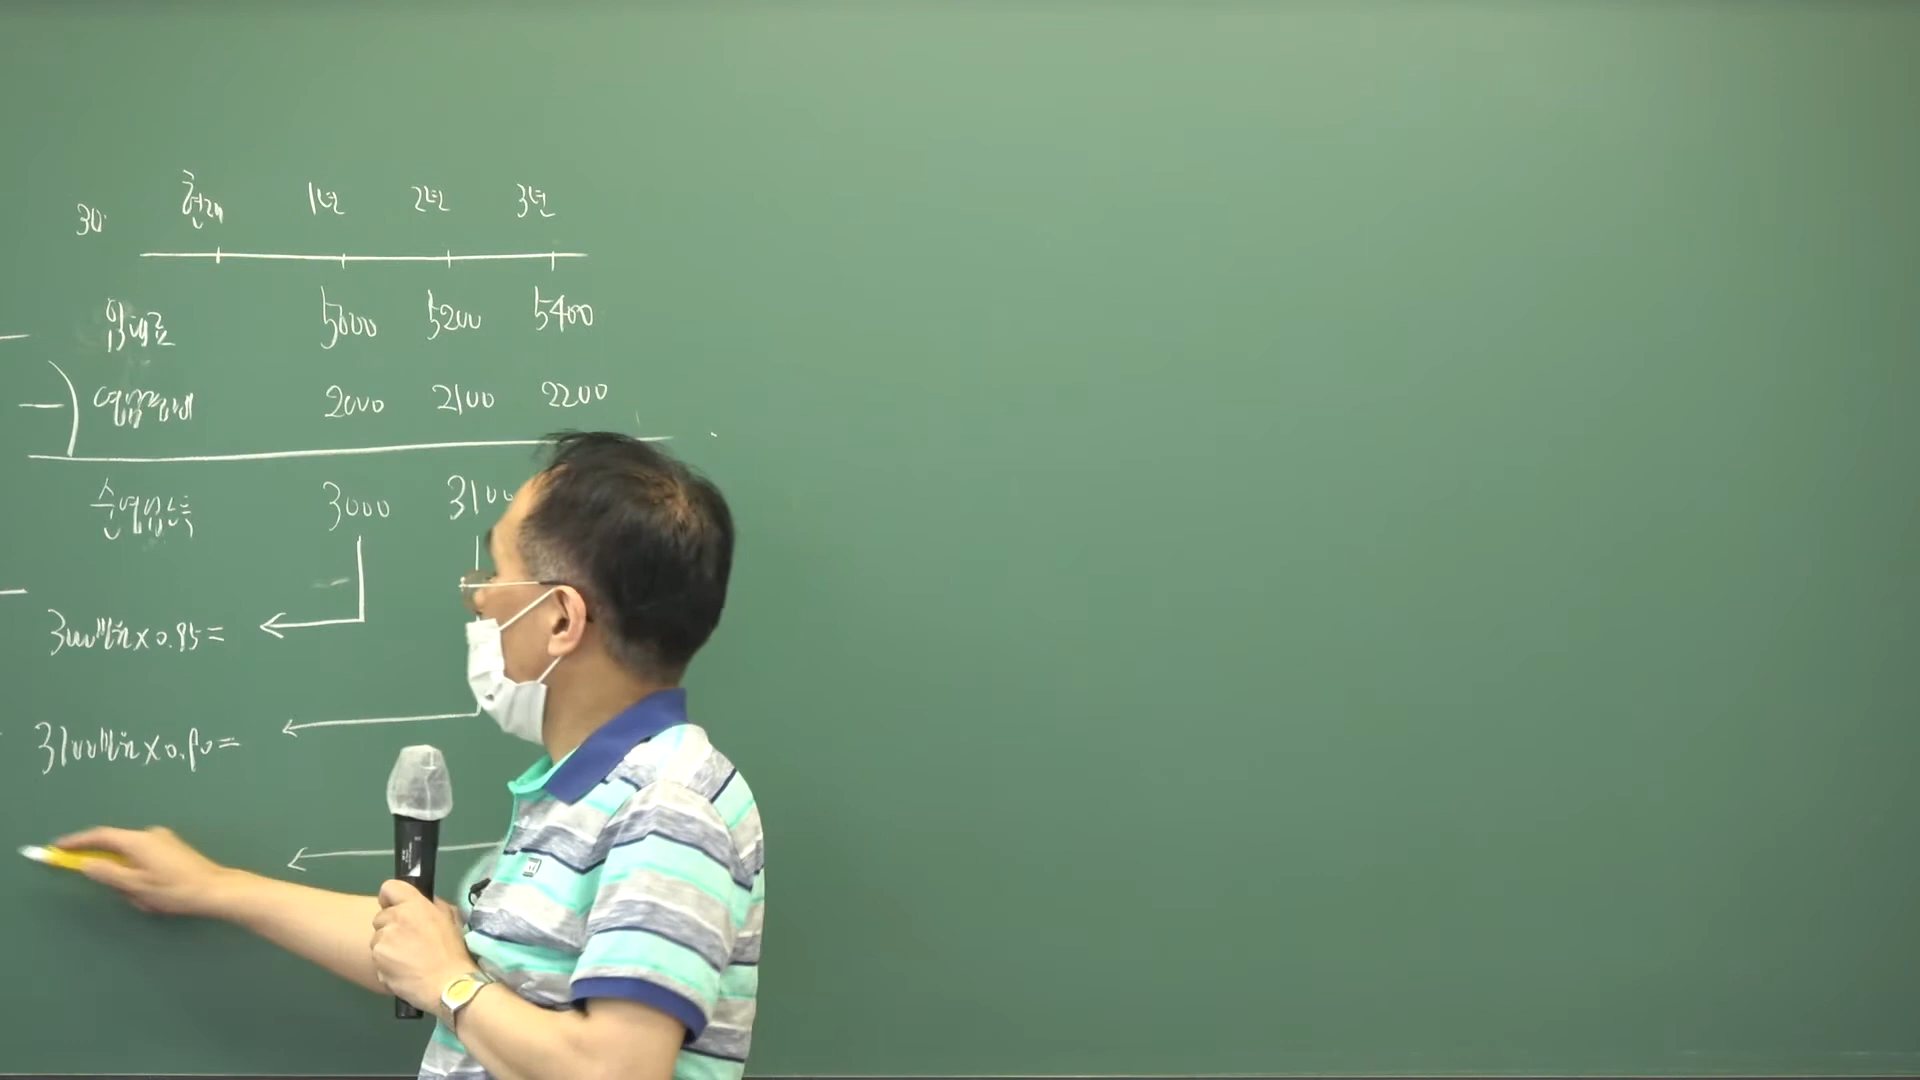 30. 현재 1년 2년 3년
임대료 5000 5200 5400
영업경비 2000 2100 2200
순영업소득 3000 3100
3000만원×0.95=
3100만원×0.90=